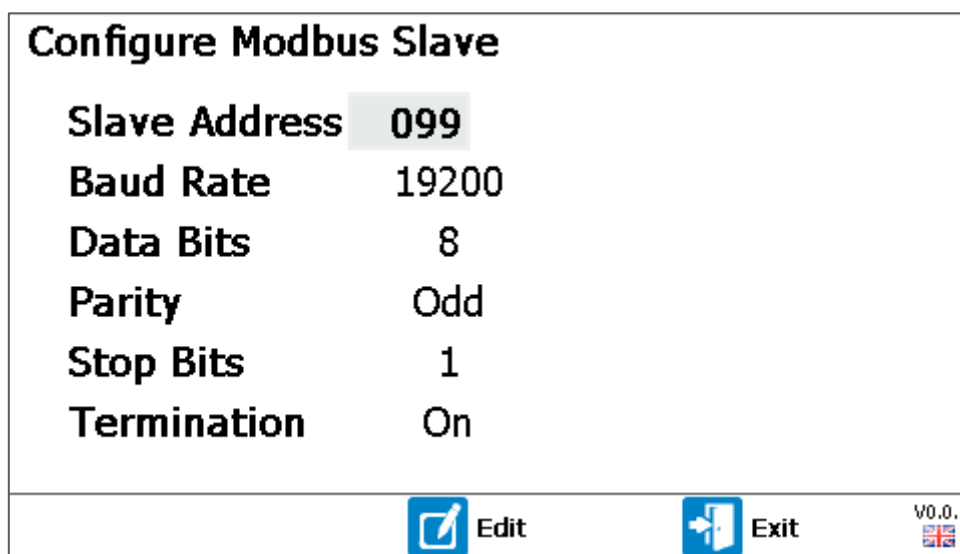 Configure Modbus Slave
Slave Address 099
Baud Rate 19200
Data Bits 8
Parity Odd
Stop Bits 1
Termination On
Edit Exit V0.0.